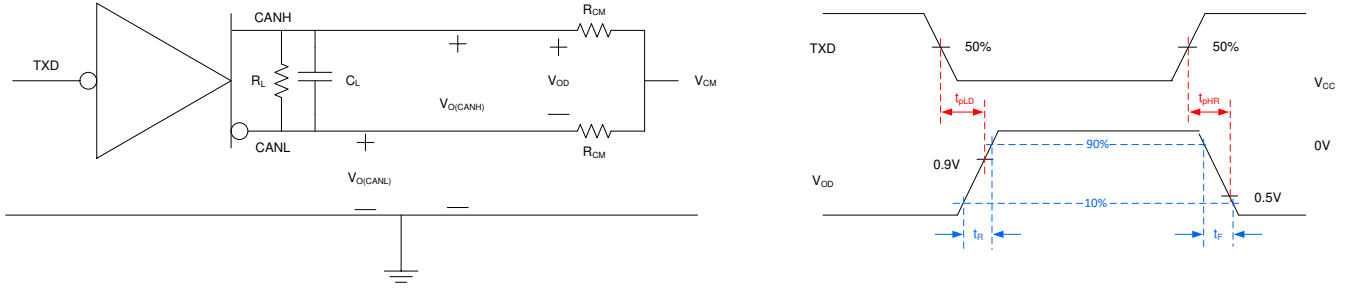 CANH
TXD
R_L
C_L
V_O(CANH)
V_OD
R_CM
V_CM
R_CM
CANL
V_O(CANL)
TXD
50%
50%
V_CC
t_pLD
t_pHR
90%
0V
0.9V
V_OD
10%
0.5V
t_R
t_F